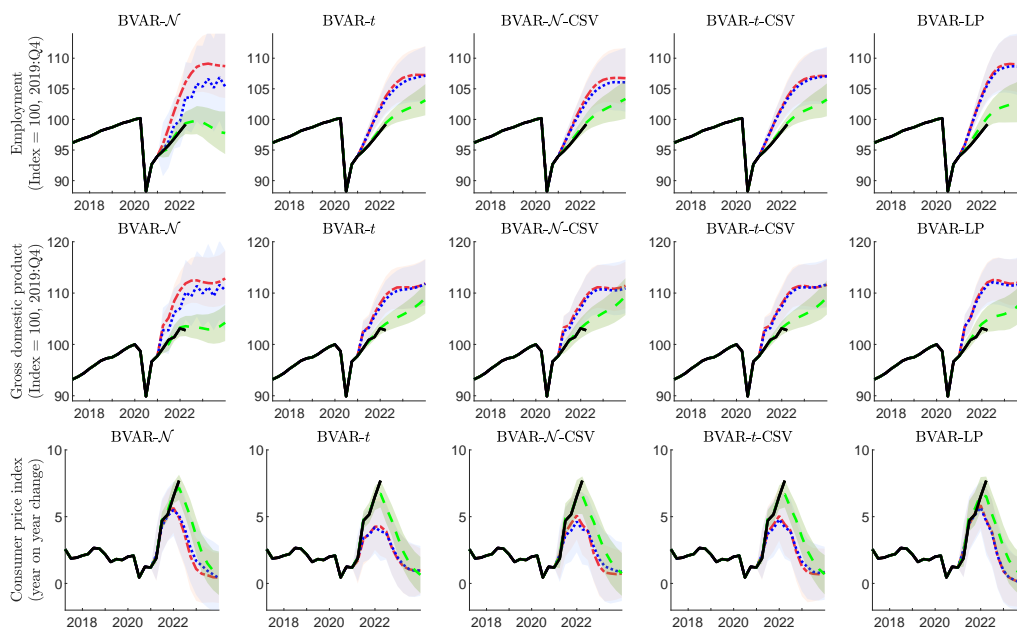 BVAR-𝒩 BVAR-t BVAR-𝒩-CSV BVAR-t-CSV BVAR-LP
Employment
(Index = 100, 2019:Q4)
110 110 110 110 110
105 105 105 105 105
100 100 100 100 100
95 95 95 95 95
90 90 90 90 90
2018 2020 2022 2018 2020 2022 2018 2020 2022 2018 2020 2022 2018 2020 2022
BVAR-𝒩 BVAR-t BVAR-𝒩-CSV BVAR-t-CSV BVAR-LP
Gross domestic product
(Index = 100, 2019:Q4)
120 120 120 120 120
110 110 110 110 110
100 100 100 100 100
90 90 90 90 90
2018 2020 2022 2018 2020 2022 2018 2020 2022 2018 2020 2022 2018 2020 2022
BVAR-𝒩 BVAR-t BVAR-𝒩-CSV BVAR-t-CSV BVAR-LP
Consumer price index
(year on year change)
10 10 10 10 10
5 5 5 5 5
0 0 0 0 0
2018 2020 2022 2018 2020 2022 2018 2020 2022 2018 2020 2022 2018 2020 2022